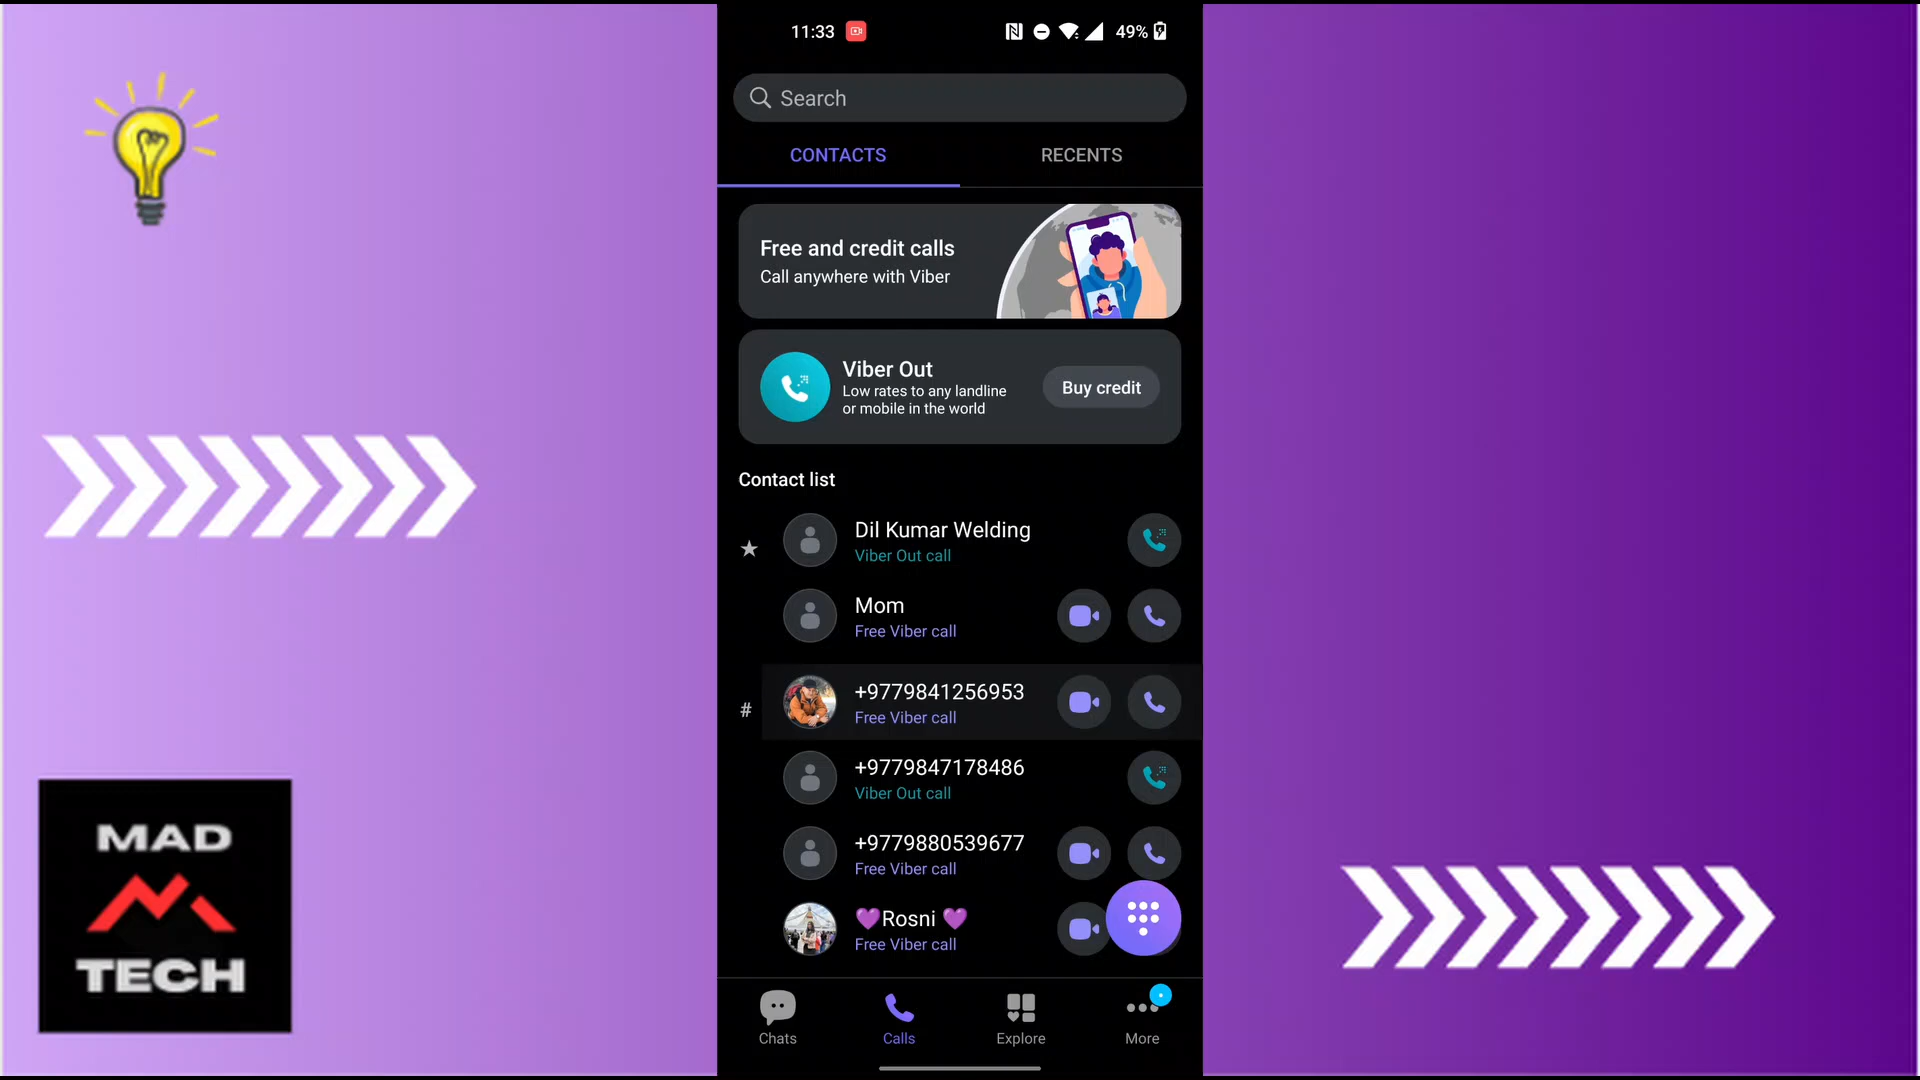 11:33
49%
Search
CONTACTS
RECENTS
Free and credit calls
Call anywhere with Viber
Viber Out
Low rates to any landline
or mobile in the world
Buy credit
Contact list
Dil Kumar Welding
Viber Out call
Mom
Free Viber call
#
+9779841256953
Free Viber call
+9779847178486
Viber Out call
+9779880539677
Free Viber call
💜Rosni 💜
Free Viber call
Chats
Calls
Explore
More
MAD
TECH